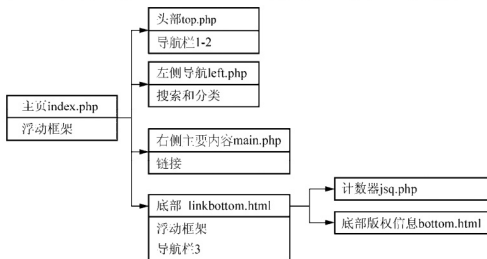 头部top.php
导航栏1-2
左侧导航left.php
搜索和分类
主页index.php
浮动框架
右侧主要内容main.php
链接
底部 linkbottom.html
浮动框架
导航栏3
计数器jsq.php
底部版权信息bottom.html